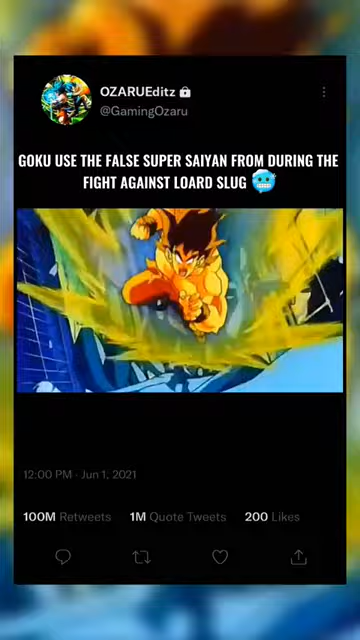 OZARUEditz
@GamingOzaru
GOKU USE THE FALSE SUPER SAIYAN FROM DURING THE
FIGHT AGAINST LOARD SLUG 🥶
12:00 PM · Jun 1, 2021
100M Retweets 1M Quote Tweets 200 Likes